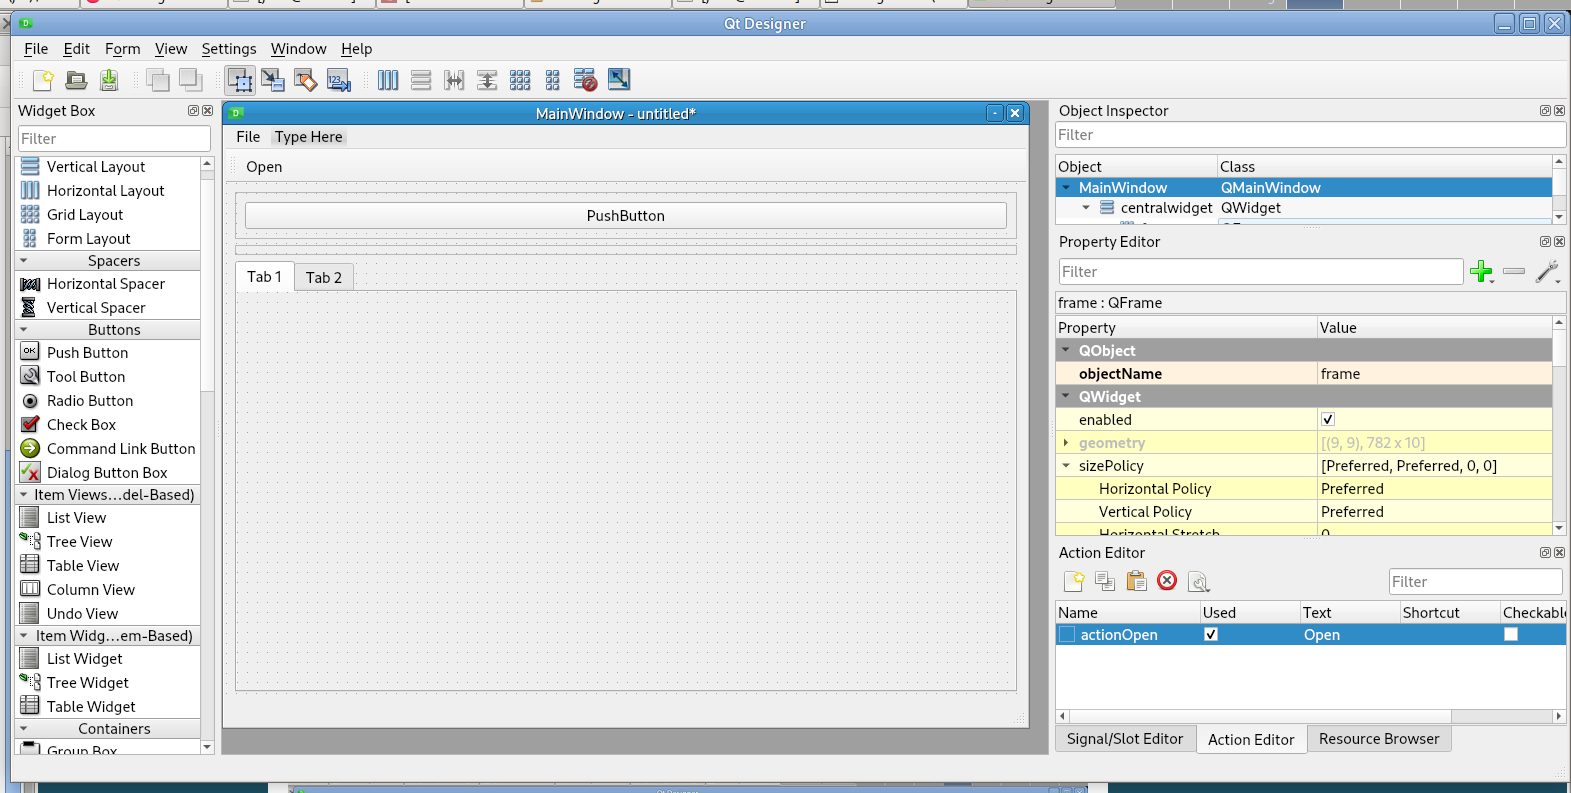 Qt Designer
File Edit Form View Settings Window Help
Widget Box
Filter
Vertical Layout
Horizontal Layout
Grid Layout
Form Layout
Spacers
Horizontal Spacer
Vertical Spacer
Buttons
OK Push Button
Tool Button
Radio Button
Check Box
Command Link Button
Dialog Button Box
Item Views...del-Based)
List View
Tree View
Table View
Column View
Undo View
Item Widg...em-Based)
List Widget
Tree Widget
Table Widget
Containers
Group Box
MainWindow - untitled*
File Type Here
Open
PushButton
Tab 1 Tab 2
Object Inspector
Filter
Object Class
MainWindow QMainWindow
centralwidget QWidget
Property Editor
Filter
frame : QFrame
Property Value
QObject
objectName frame
QWidget
enabled
geometry [(9, 9), 782 x 10]
sizePolicy [Preferred, Preferred, 0, 0]
Horizontal Policy Preferred
Vertical Policy Preferred
Horizontal Stretch 0
Action Editor
Filter
Name Used Text Shortcut Checkable
actionOpen Open
Signal/Slot Editor Action Editor Resource Browser
Qt Designer